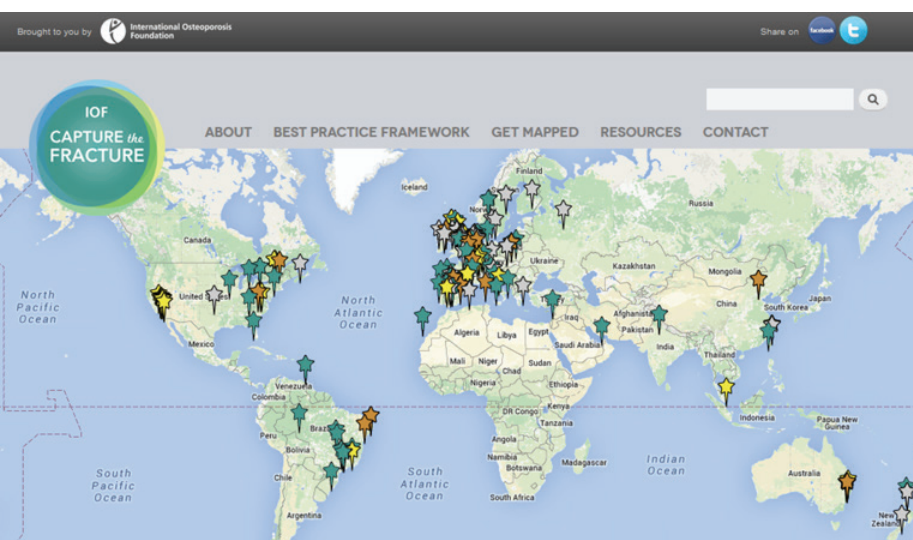 Brought to you by
International Osteoporosis
Foundation
Share on
facebook
IOF
CAPTURE the
FRACTURE
ABOUT BEST PRACTICE FRAMEWORK GET MAPPED RESOURCES CONTACT
Iceland
Finland
Russia
Canada
Ukraine
Kazakhstan
Mongolia
North
Pacific
Ocean
United
North
Atlantic
Ocean
China
South Korea
Japan
Afghanistan
Iraq
Pakistan
Algeria
Libya
Egypt
Saudi Arabia
India
Mexico
Thailand
Mali
Niger
Sudan
Chad
Nigeria
Ethiopia
Venezuela
Colombia
Kenya
DR Congo
Indonesia
Papua New
Guinea
Tanzania
Peru
Brazil
Angola
Bolivia
Namibia
Botswana
Madagascar
Indian
Ocean
Australia
South
Pacific
Ocean
Chile
South
Atlantic
Ocean
South Africa
Argentina
New
Zealand